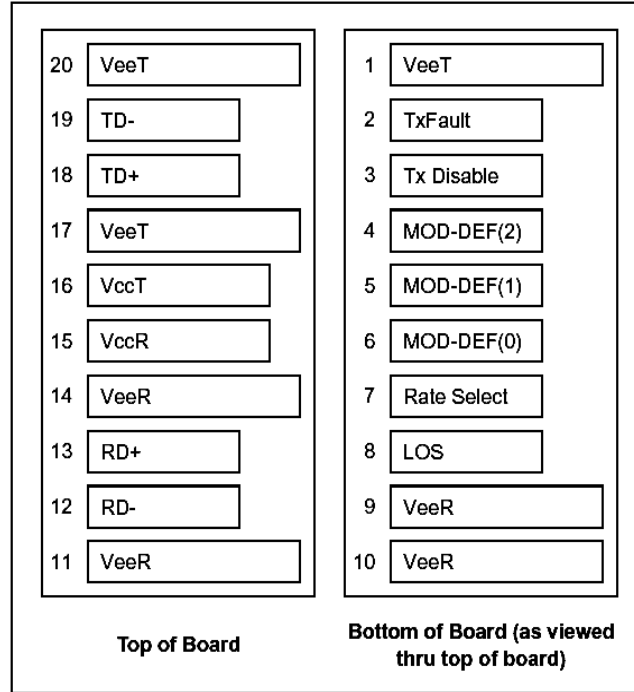 20 VeeT
19 TD-
18 TD+
17 VeeT
16 VccT
15 VccR
14 VeeR
13 RD+
12 RD-
11 VeeR
Top of Board
1 VeeT
2 TxFault
3 Tx Disable
4 MOD-DEF(2)
5 MOD-DEF(1)
6 MOD-DEF(0)
7 Rate Select
8 LOS
9 VeeR
10 VeeR
Bottom of Board (as viewed
thru top of board)